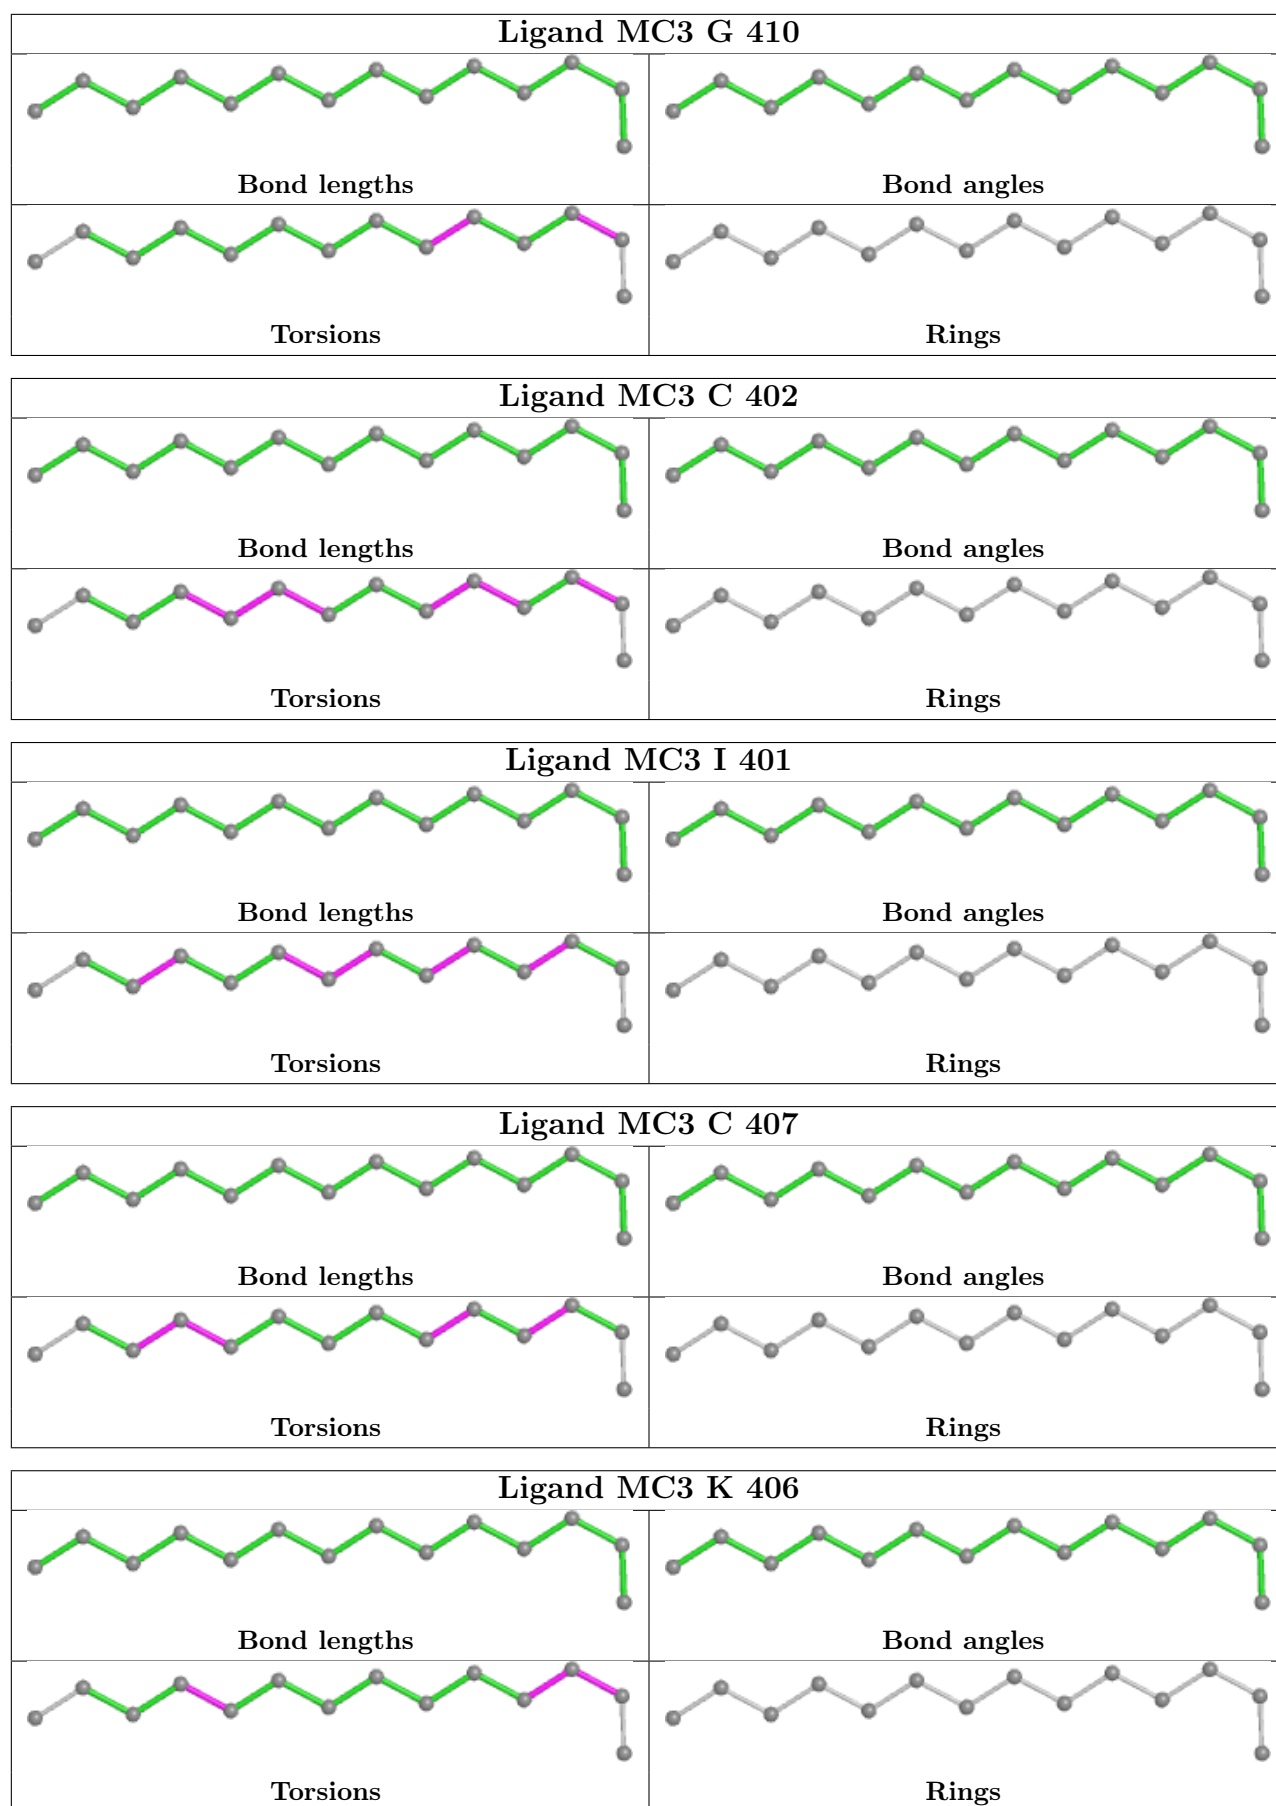 Ligand MC3 G 410
Bond lengths
Bond angles
Torsions
Rings
Ligand MC3 C 402
Bond lengths
Bond angles
Torsions
Rings
Ligand MC3 I 401
Bond lengths
Bond angles
Torsions
Rings
Ligand MC3 C 407
Bond lengths
Bond angles
Torsions
Rings
Ligand MC3 K 406
Bond lengths
Bond angles
Torsions
Rings